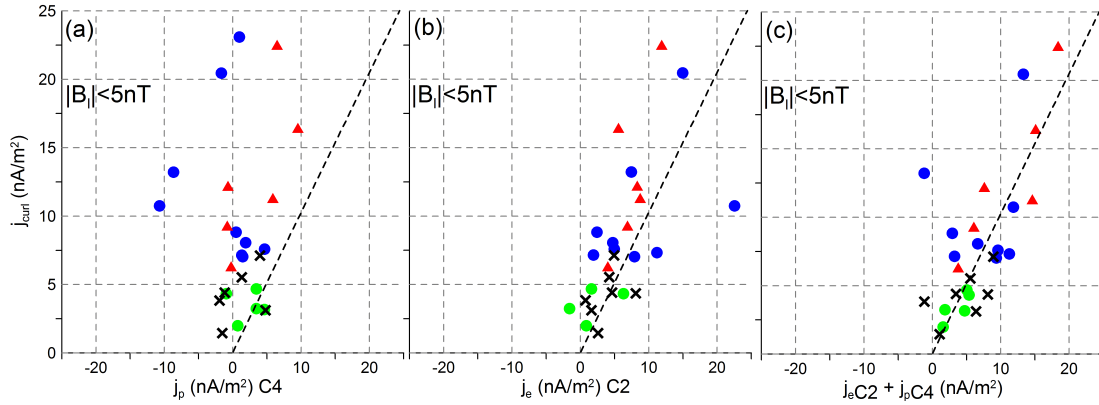 (a)
(b)
(c)
|B_l|<5nT
|B_l|<5nT
|B_l|<5nT
j_curl (nA/m²)
25
20
15
10
5
0
-20 -10 0 10 20
-20 -10 0 10 20
-20 -10 0 10 20
j_p (nA/m²) C4
j_e (nA/m²) C2
j_eC2 + j_pC4 (nA/m²)